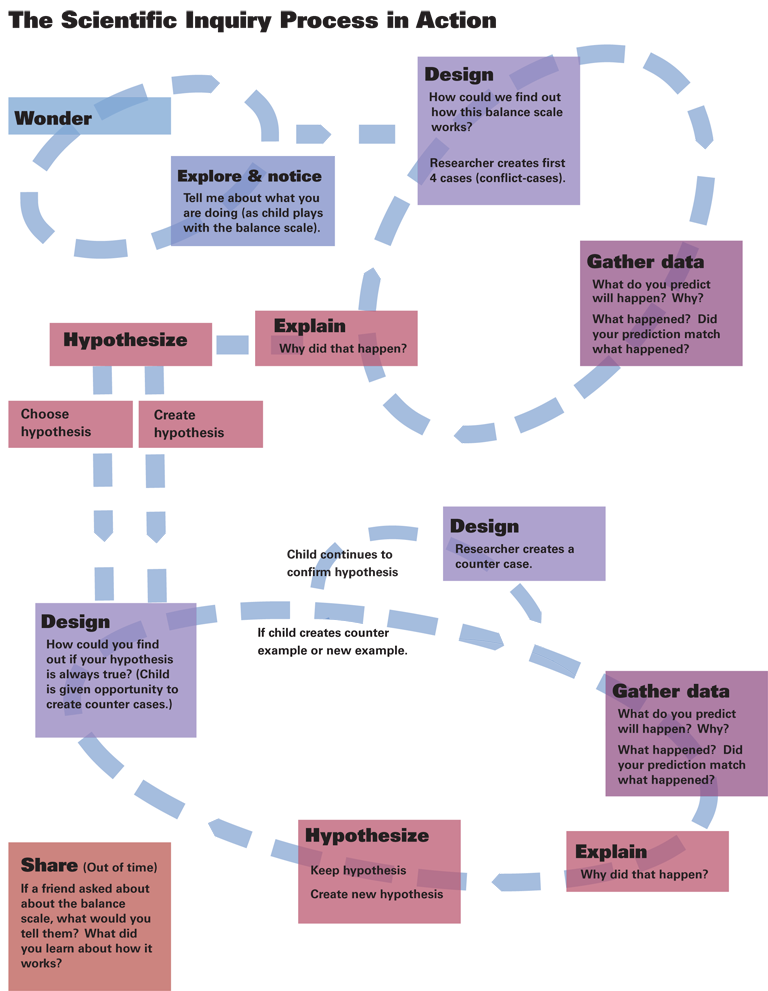 The Scientific Inquiry Process in Action
Wonder
Explore & notice
Tell me about what you
are doing (as child plays
with the balance scale).
Design
How could we find out
how this balance scale
works?
Researcher creates first
4 cases (conflict-cases).
Gather data
What do you predict
will happen? Why?
What happened? Did
your prediction match
what happened?
Explain
Why did that happen?
Hypothesize
Choose
hypothesis
Create
hypothesis
Design
How could you find
out if your hypothesis
is always true? (Child
is given opportunity to
create counter cases.)
Child continues to
confirm hypothesis
Design
Researcher creates a
counter case.
If child creates counter
example or new example.
Gather data
What do you predict
will happen? Why?
What happened? Did
your prediction match
what happened?
Explain
Why did that happen?
Hypothesize
Keep hypothesis
Create new hypothesis
Share (Out of time)
If a friend asked about
about the balance
scale, what would you
tell them? What did
you learn about how it
works?